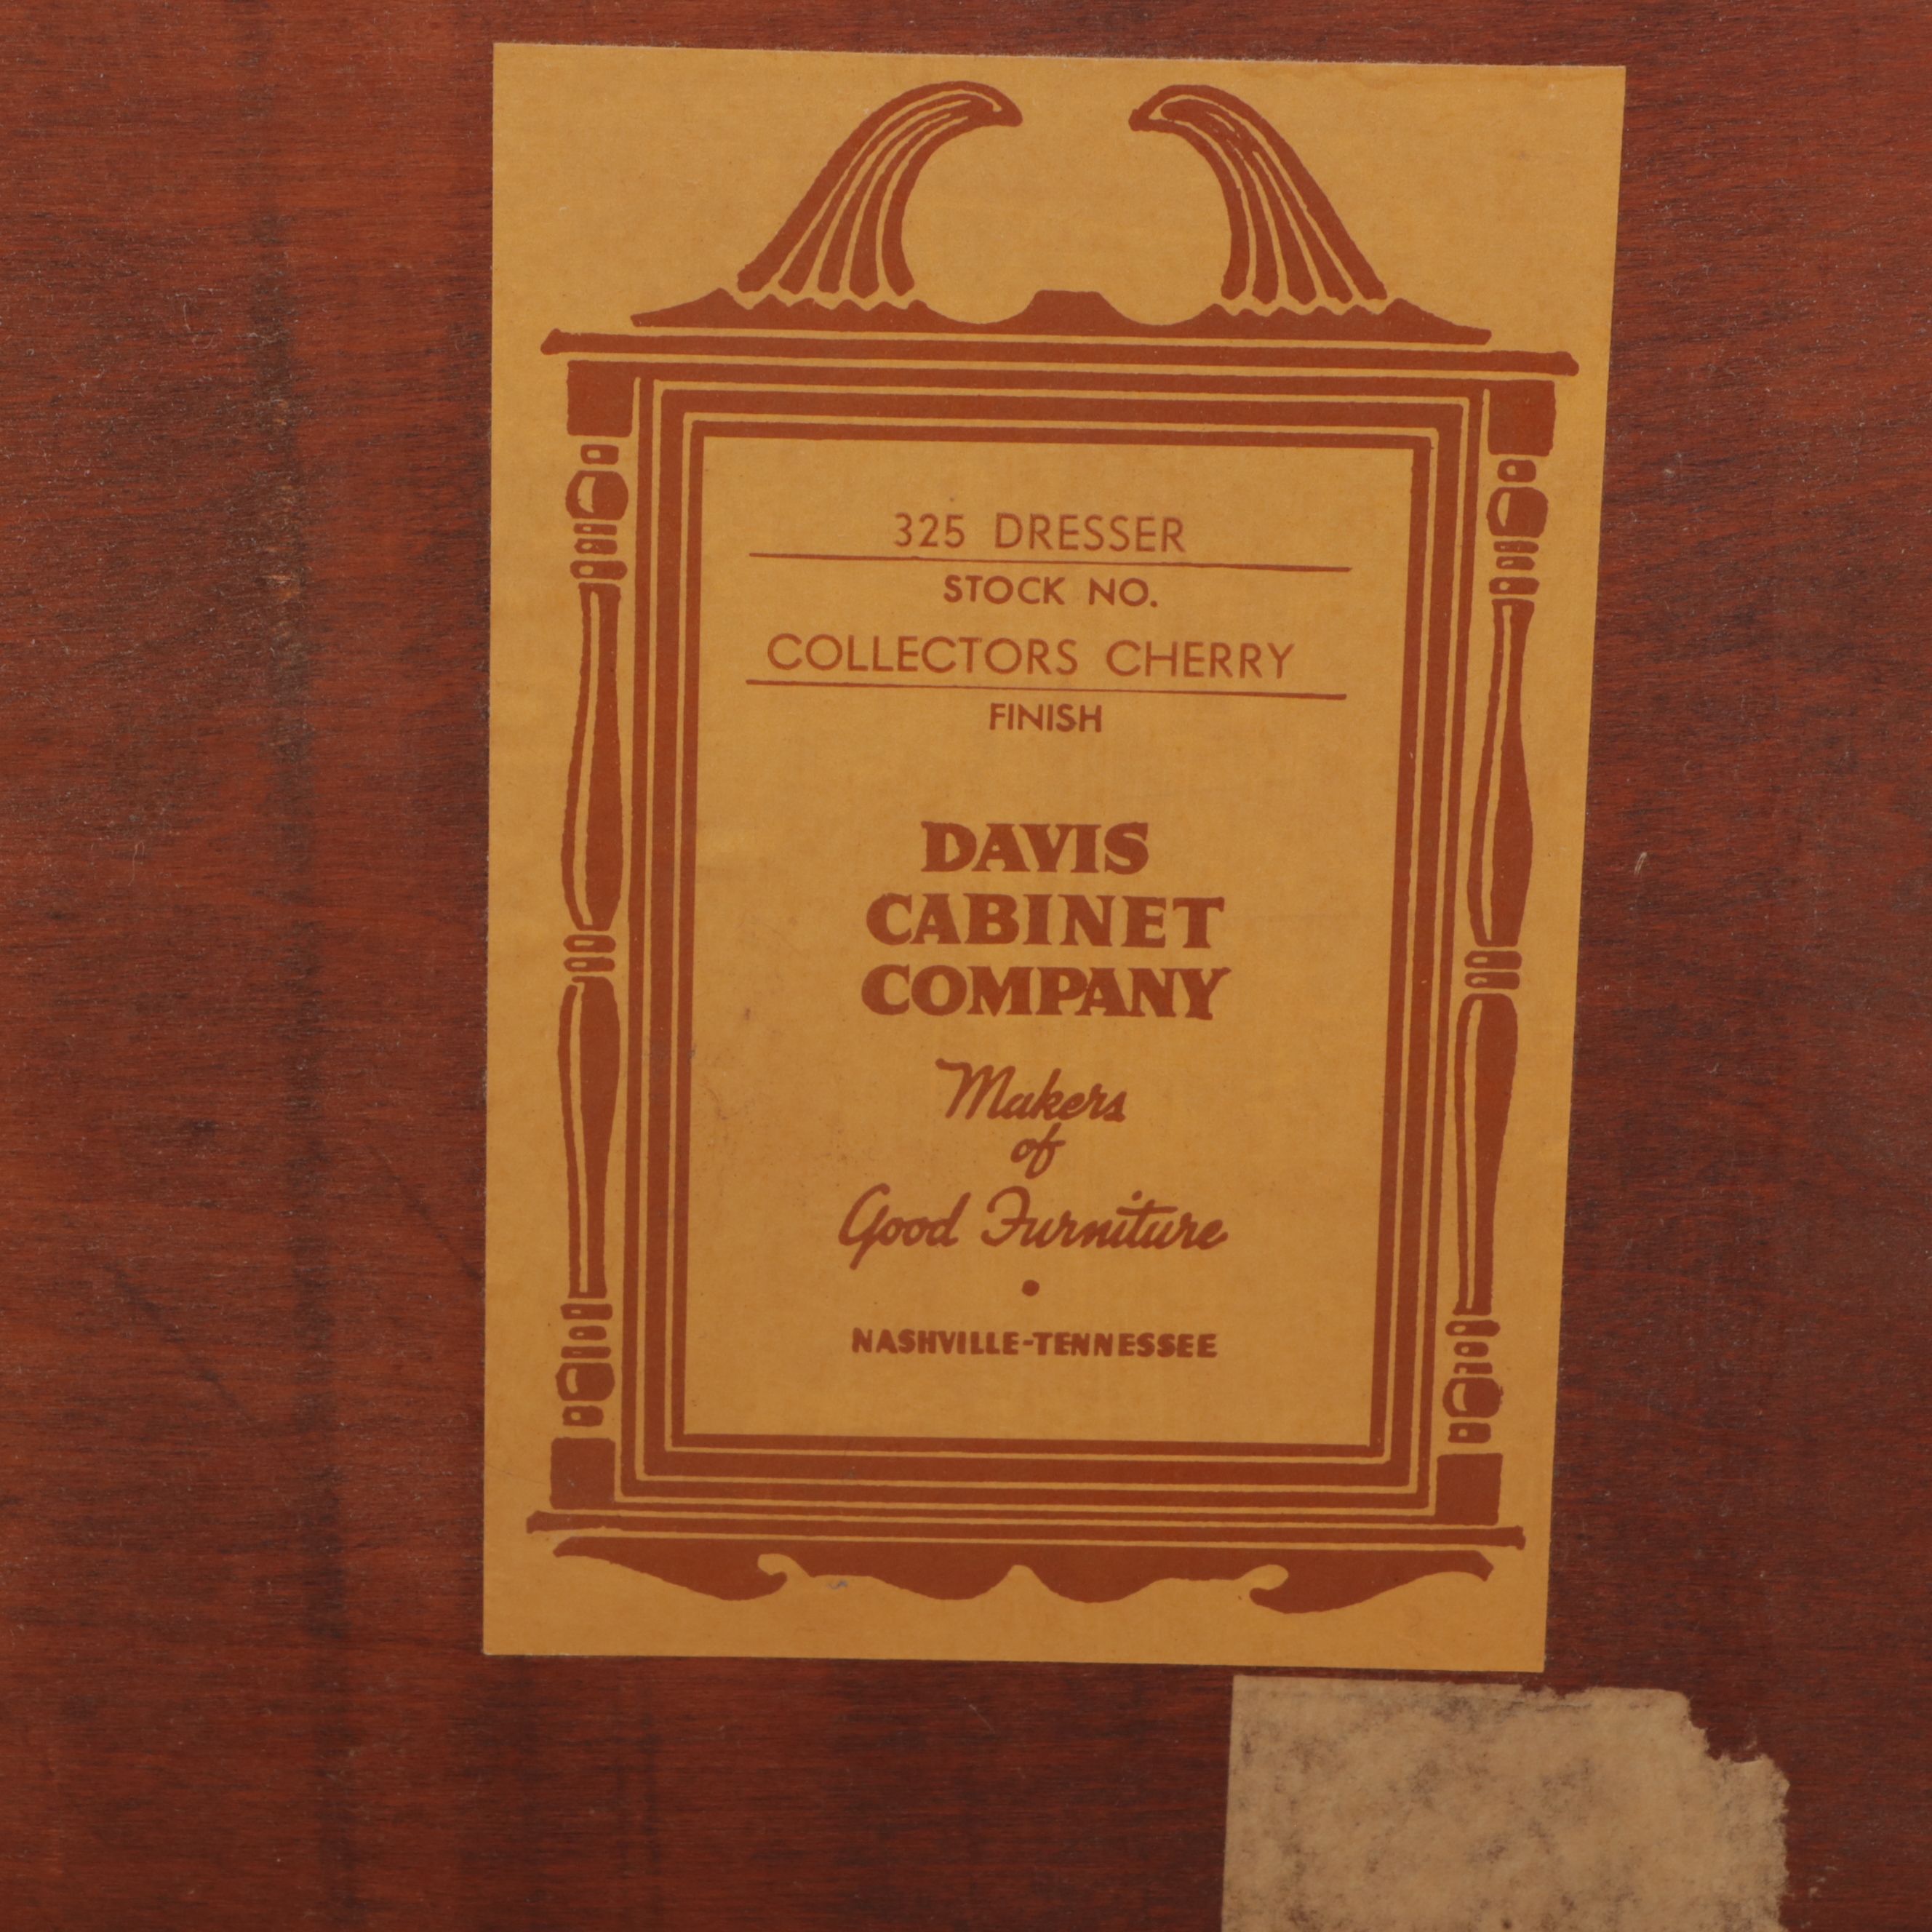 325 DRESSER
STOCK NO.
COLLECTORS CHERRY
FINISH
DAVIS
CABINET
COMPANY
Makers
of
Good Furniture
•
NASHVILLE-TENNESSEE